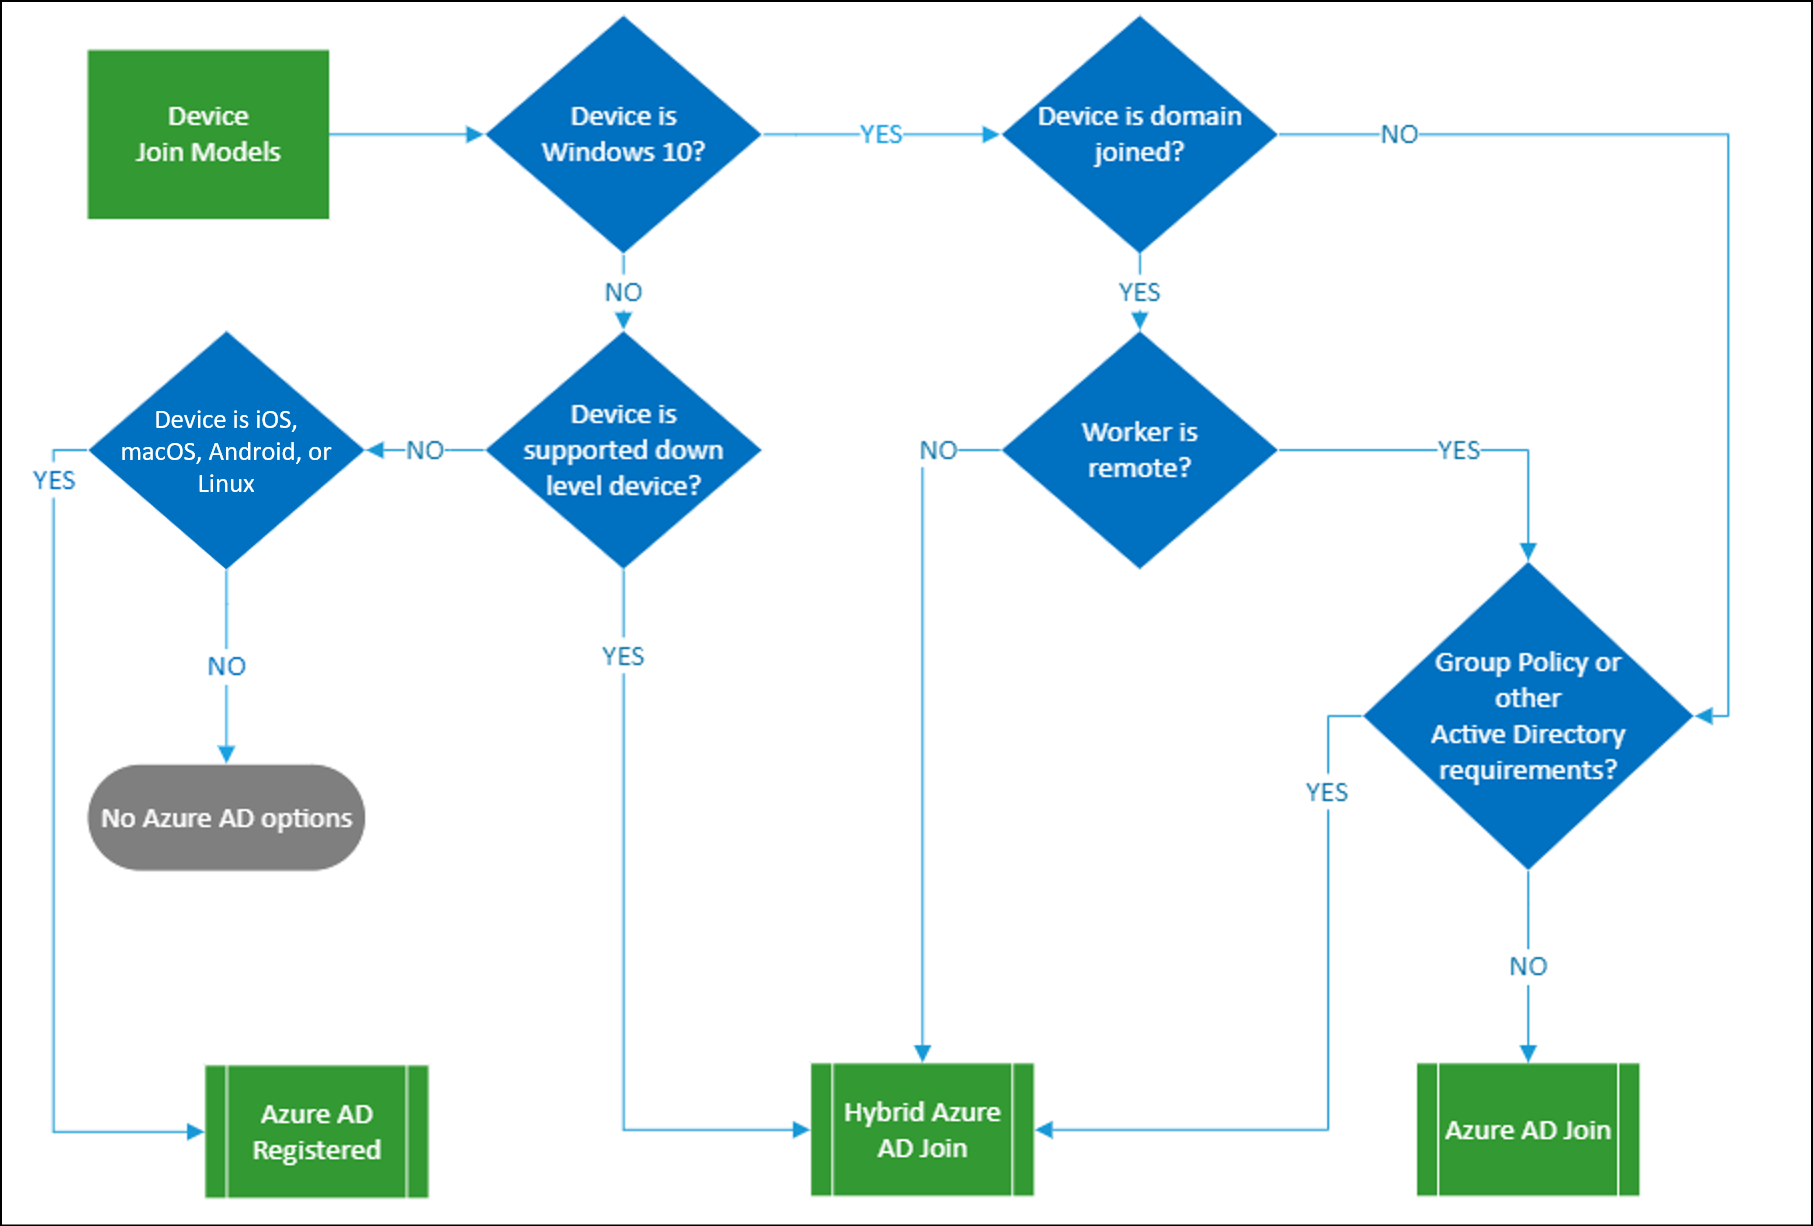 Device
Join Models
Device is
Windows 10?
YES
Device is domain
joined?
NO
NO
YES
Device is iOS,
macOS, Android, or
Linux
YES
NO
Device is
supported down
level device?
NO
Worker is
remote?
YES
NO
YES
Group Policy or
other
Active Directory
requirements?
YES
No Azure AD options
NO
Azure AD
Registered
Hybrid Azure
AD Join
Azure AD Join